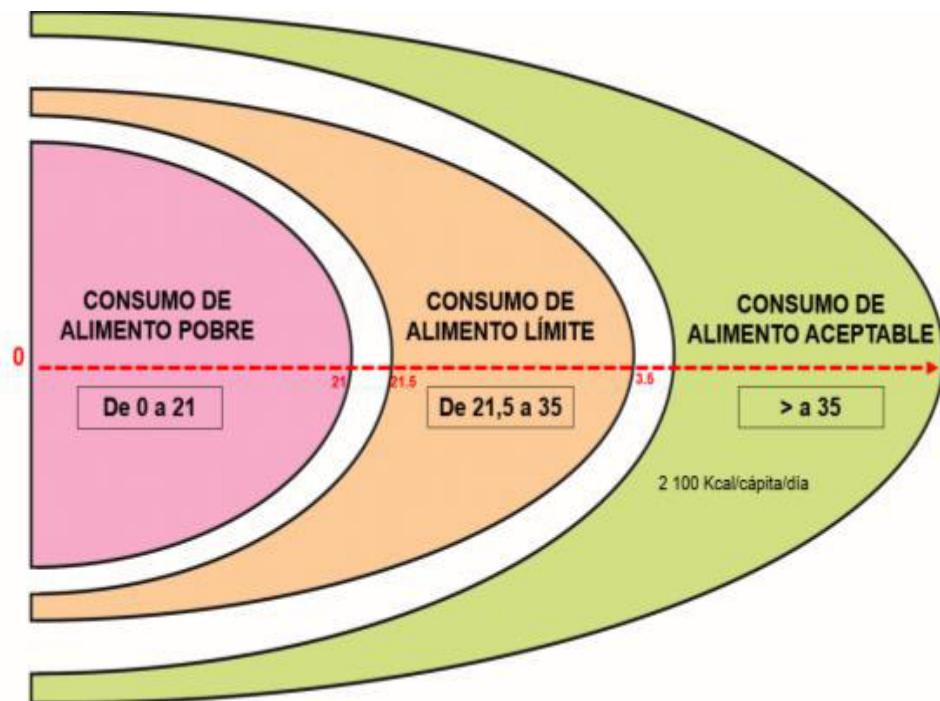 CONSUMO DE
ALIMENTO POBRE
CONSUMO DE
ALIMENTO LÍMITE
CONSUMO DE
ALIMENTO ACEPTABLE
0
21
21.5
3.5
De 0 a 21
De 21,5 a 35
> a 35
2 100 Kcal/cápita/día